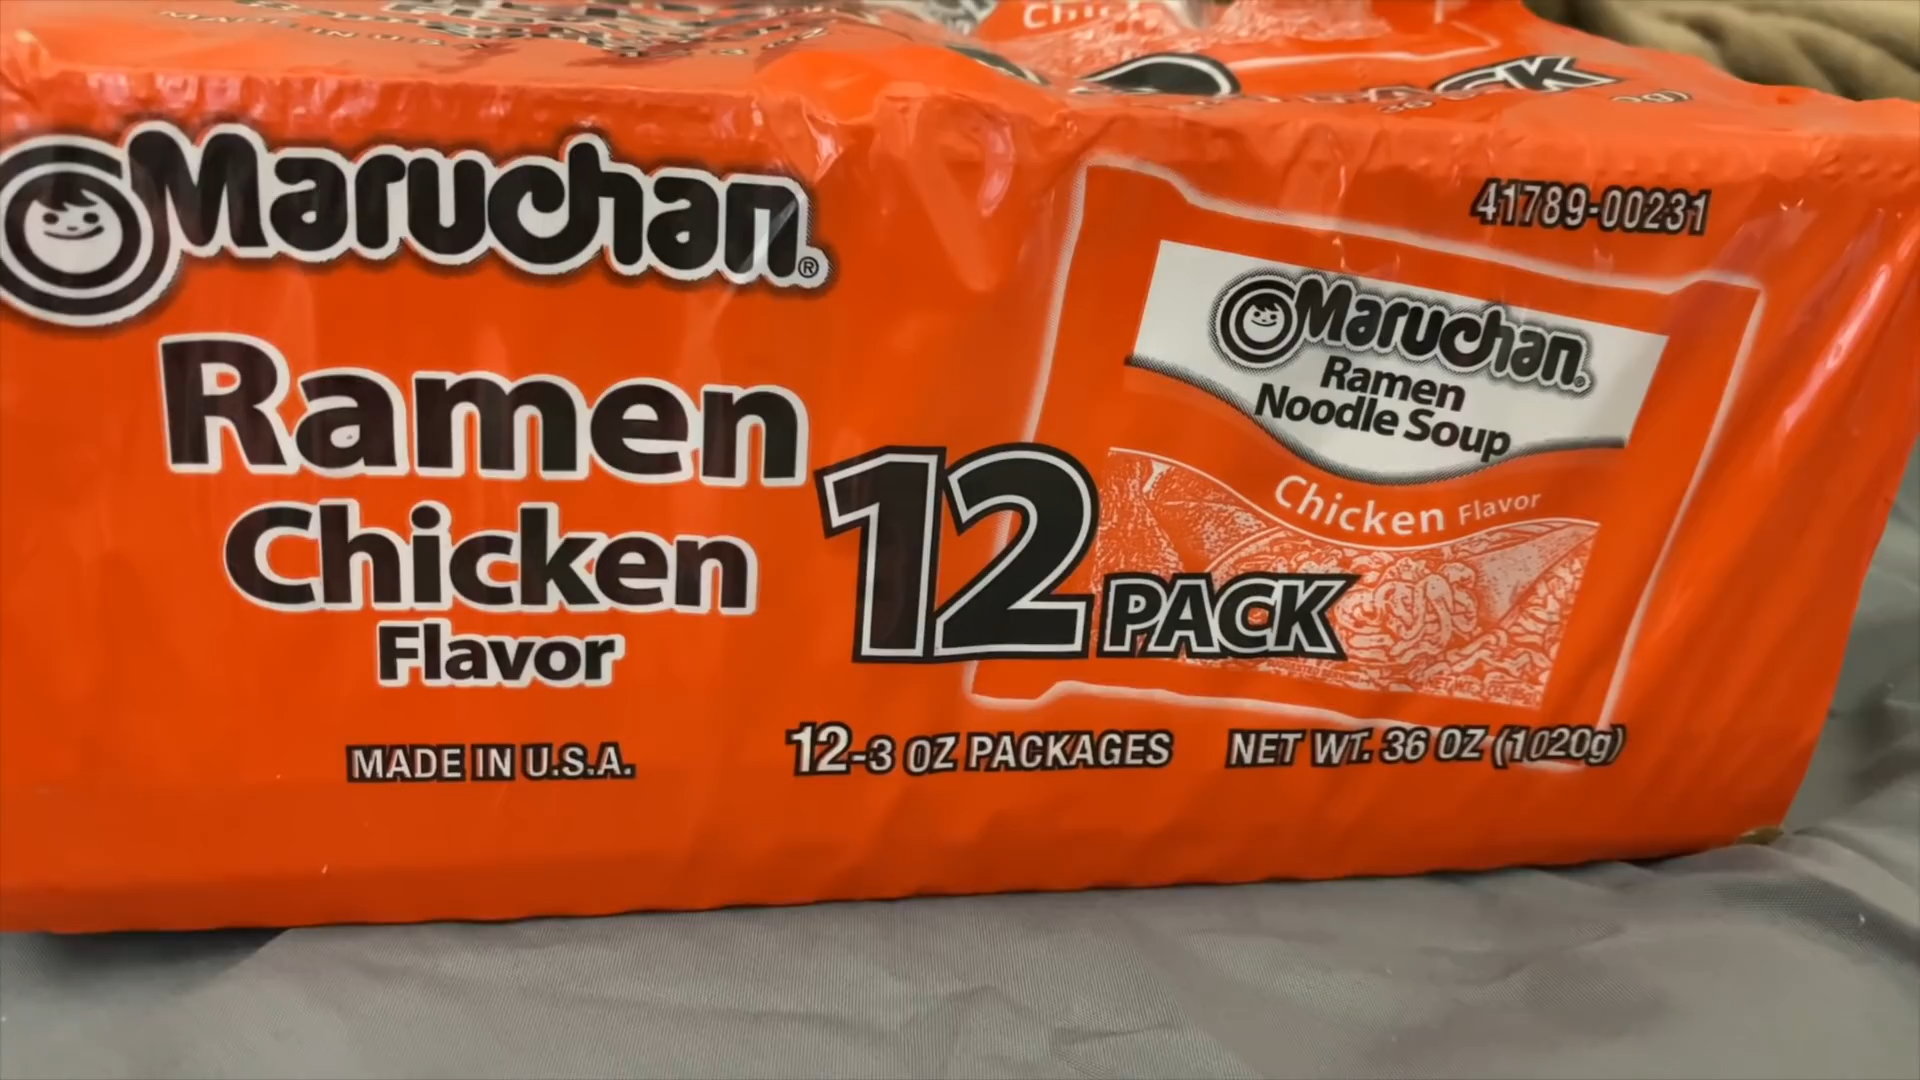 Maruchan®
Ramen
Chicken
Flavor
MADE IN U.S.A.
12 PACK
12-3 OZ PACKAGES
NET WT. 36 OZ (1020g)
41789-00231
Maruchan®
Ramen
Noodle Soup
Chicken Flavor